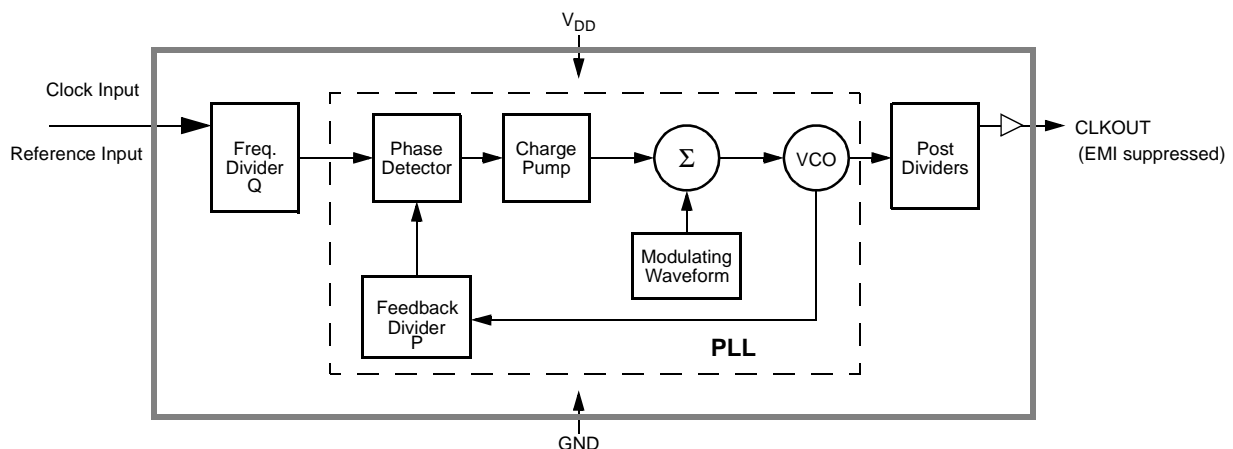 VDD
Clock Input
Reference Input
Freq.
Divider
Q
Phase
Detector
Charge
Pump
Σ
VCO
Post
Dividers
CLKOUT
(EMI suppressed)
Modulating
Waveform
Feedback
Divider
P
PLL
GND